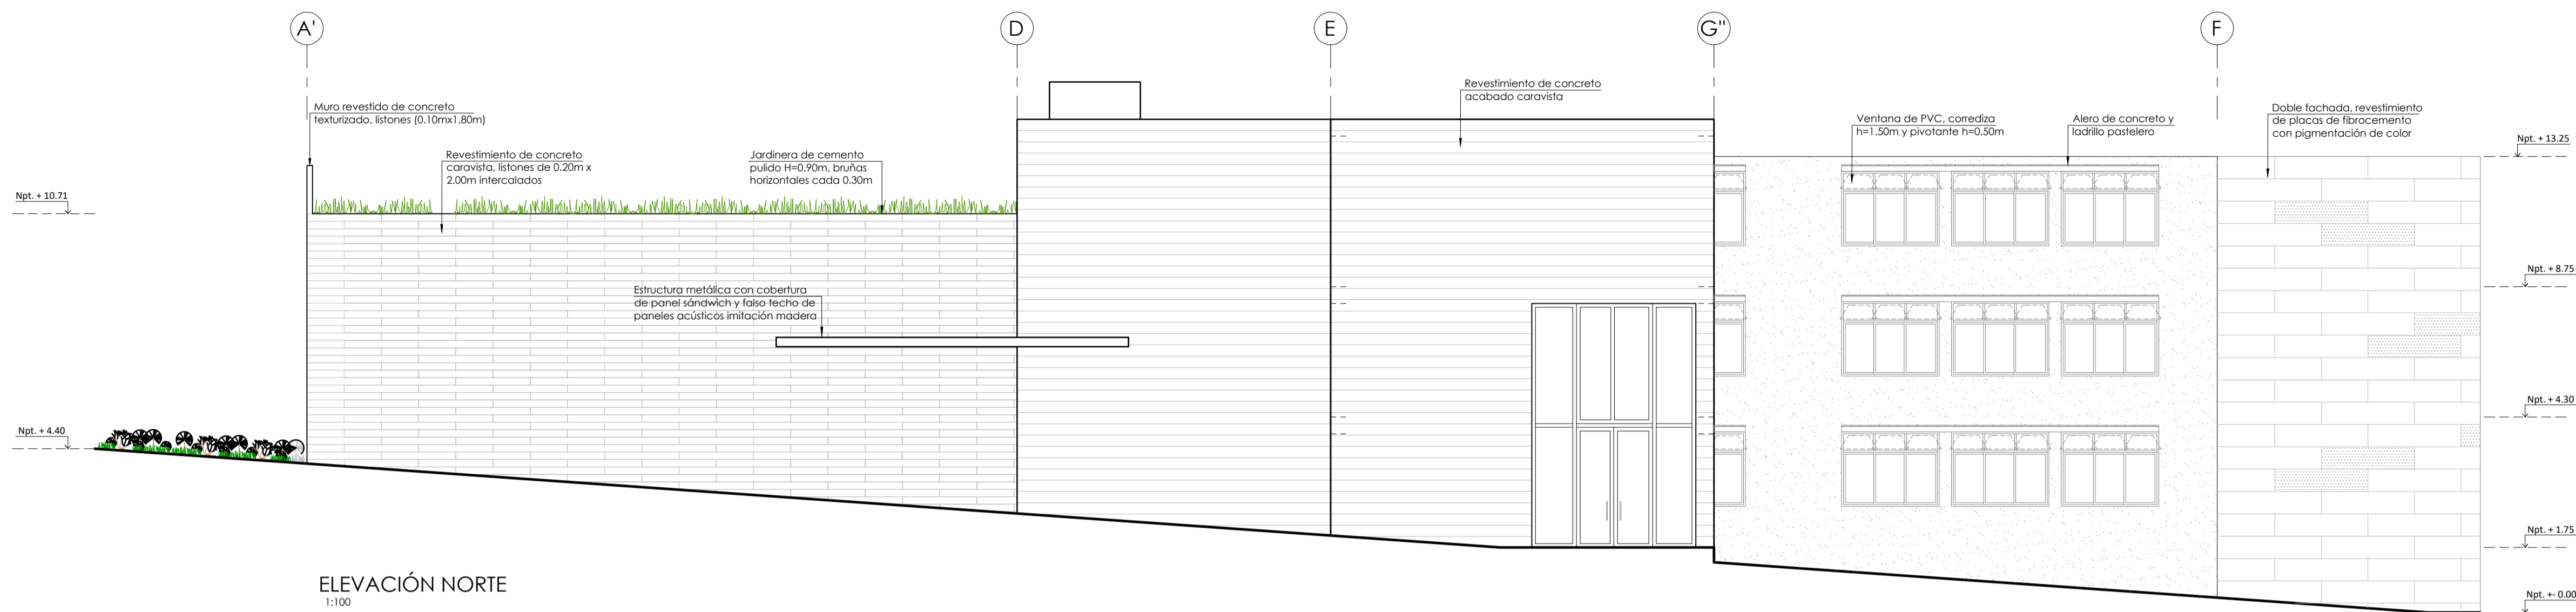 A'
D
E
G"
F
Muro revestido de concreto
texturizado, listones (0.10mx1.80m)
Revestimiento de concreto
caravista, listones de 0.20m x
2.00m intercalados
Jardinera de cemento
pulido H=0.90m, bruñas
horizontales cada 0.30m
Estructura metálica con cobertura
de panel sándwich y falso techo de
paneles acústicos imitación madera
Revestimiento de concreto
acabado caravista
Ventana de PVC, corrediza
h=1.50m y pivotante h=0.50m
Alero de concreto y
ladrillo pastelero
Doble fachada, revestimiento
de placas de fibrocemento
con pigmentación de color
Npt. + 10.71
Npt. + 4.40
Npt. + 13.25
Npt. + 8.75
Npt. + 4.30
Npt. + 1.75
Npt. +- 0.00
ELEVACIÓN NORTE
1:100